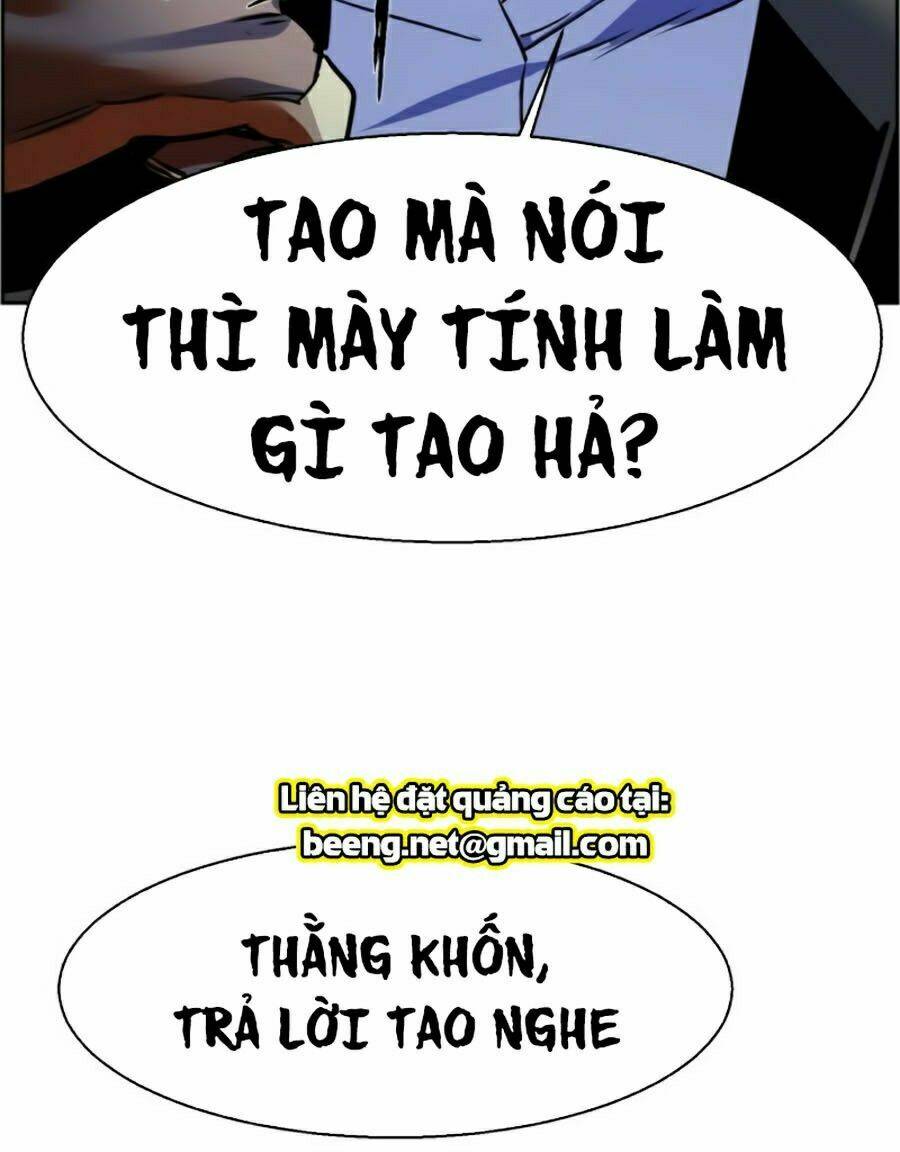 TAO MÀ NÓI
THÌ MÀY TÍNH LÀM
GÌ TAO HẢ?
Liên hệ đặt quảng cáo tại:
beeng.net@gmail.com
THẰNG KHỐN,
TRẢ LỜI TAO NGHE